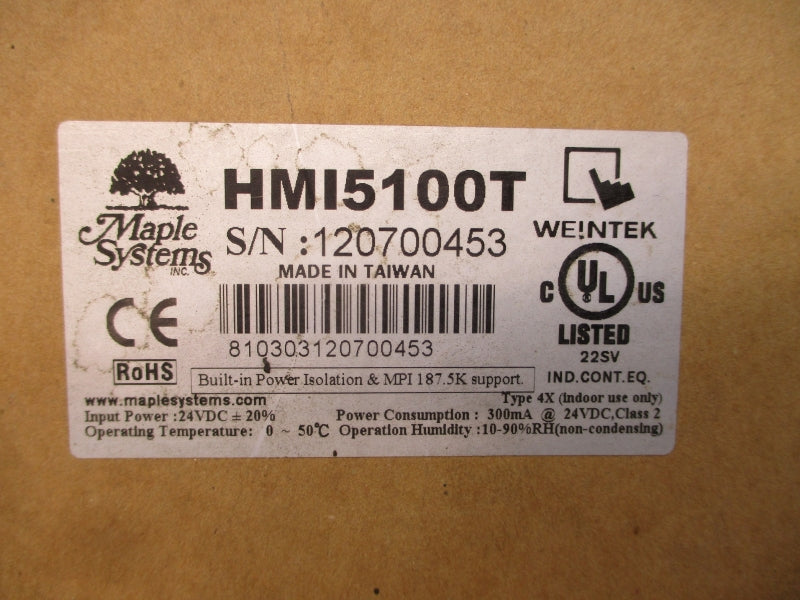 HMI5100T
Maple
Systems
INC.
S/N :120700453
MADE IN TAIWAN
WE!NTEK
CE
C UL US
LISTED
22SV
IND.CONT.EQ.
810303120700453
RoHS
Built-in Power Isolation & MPI 187.5K support.
www.maplesystems.com
Type 4X (indoor use only)
Input Power :24VDC ± 20% Power Consumption : 300mA @ 24VDC,Class 2
Operating Temperature: 0 ~ 50℃ Operation Humidity :10-90%RH(non-condensing)